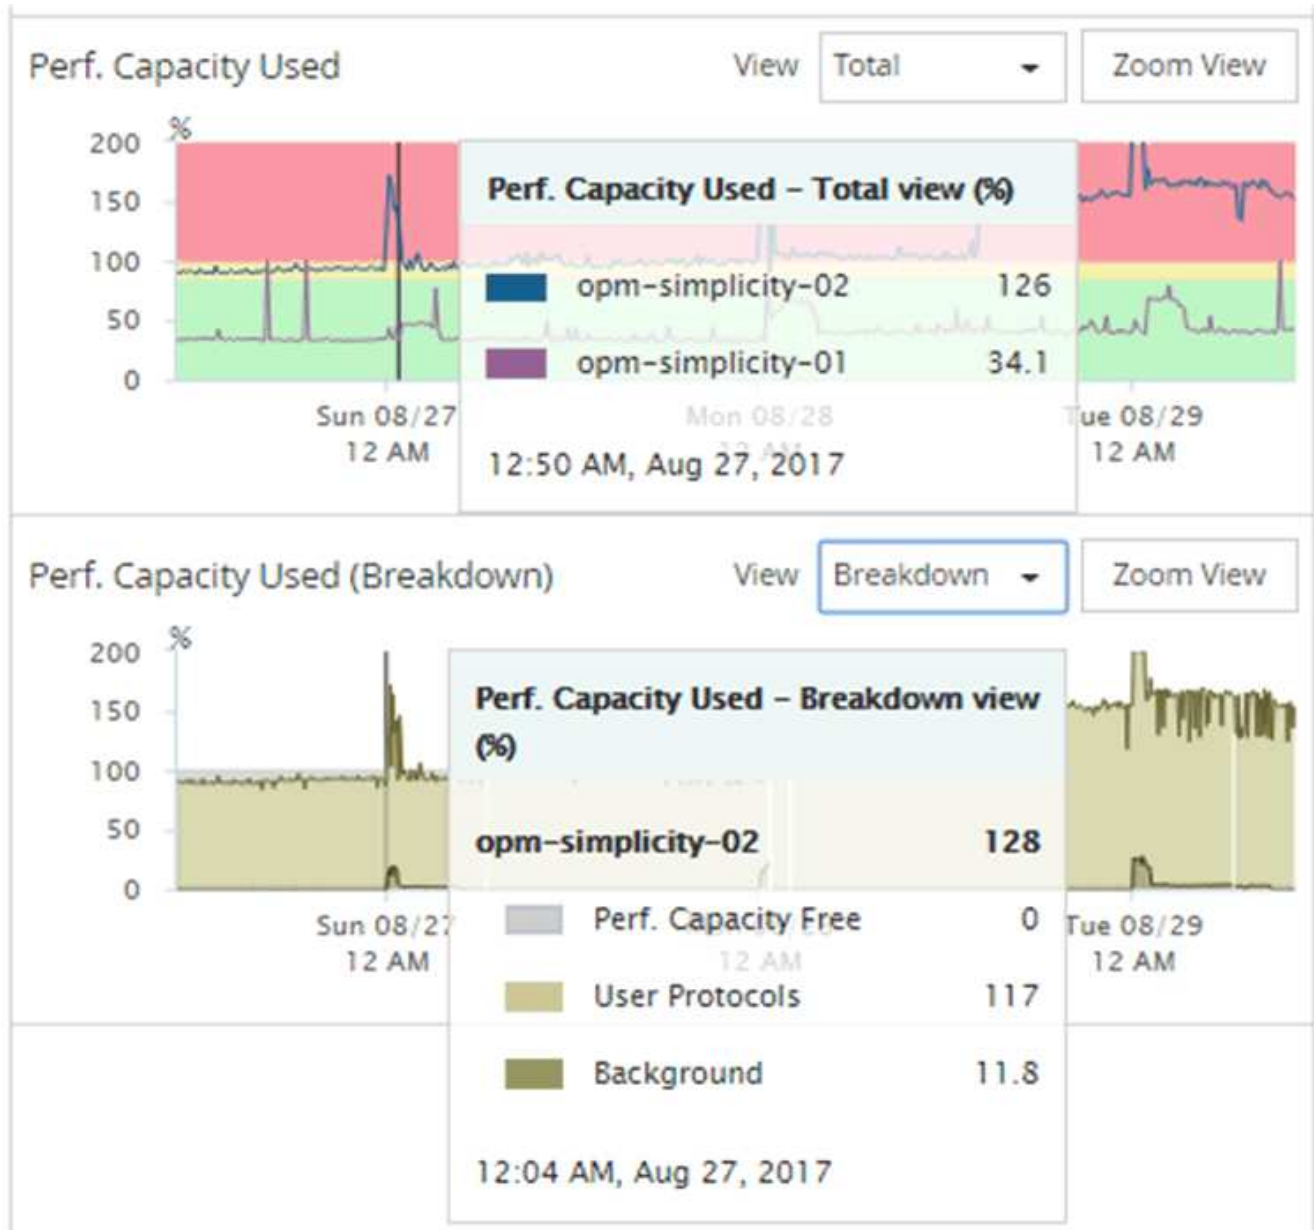 Perf. Capacity Used View Total Zoom View
%
200
150
100
50
0
Perf. Capacity Used – Total view (%)
opm-simplicity-02 126
opm-simplicity-01 34.1
12:50 AM, Aug 27, 2017
Sun 08/27
12 AM
Mon 08/28
12 AM
Tue 08/29
12 AM
Perf. Capacity Used (Breakdown) View Breakdown Zoom View
%
200
150
100
50
0
Perf. Capacity Used – Breakdown view
(%)
opm-simplicity-02 128
Perf. Capacity Free 0
User Protocols 117
Background 11.8
12:04 AM, Aug 27, 2017
Sun 08/27
12 AM
12 AM
Tue 08/29
12 AM